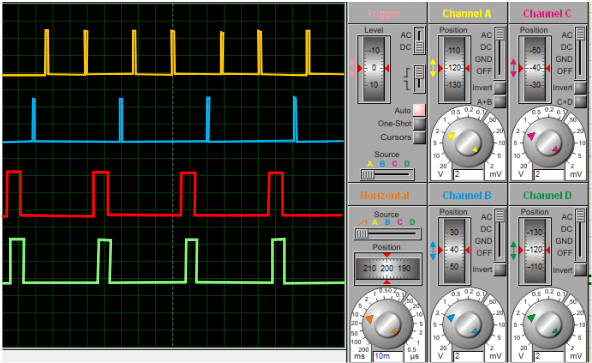 Trigger
Level
-10
0
10
AC
DC
Auto
One-Shot
Cursors
Source
A B C D
Channel A
Position
110
120
130
AC
DC
GND
OFF
Invert
A+B
V
2
mV
Channel C
Position
-50
-40
-30
AC
DC
GND
OFF
Invert
C+D
V
2
mV
Horizontal
Source
A B C D
Position
210 200 190
ms
10m
µs
Channel B
Position
30
40
50
AC
DC
GND
OFF
Invert
V
2
mV
Channel D
Position
-130
-120
-110
AC
DC
GND
OFF
Invert
V
2
mV